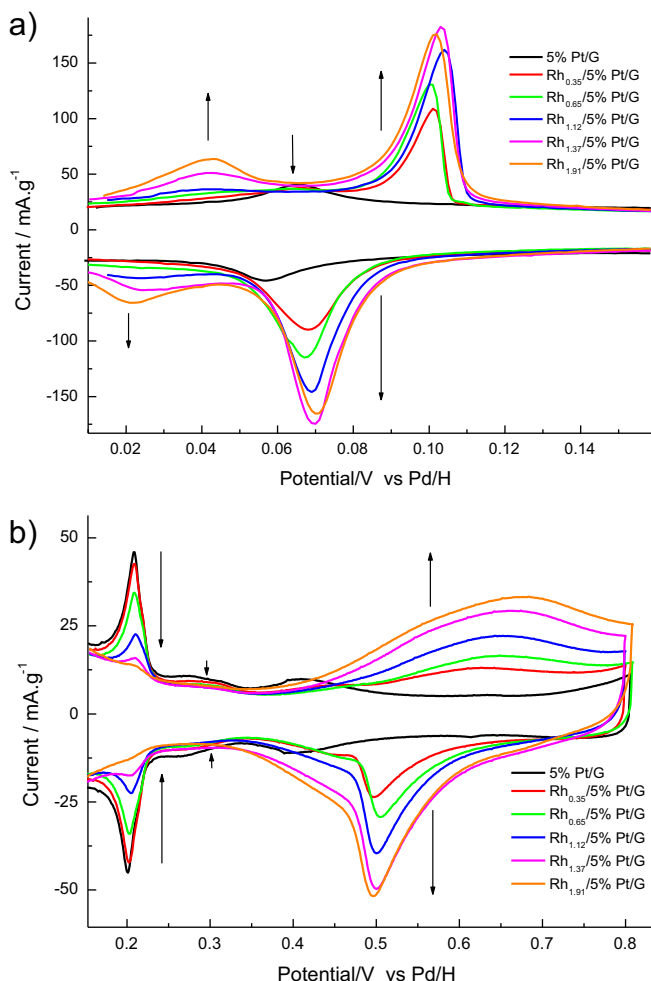 a)
175
150
100
50
0
-50
-100
-150
Current / mA.g⁻¹
5% Pt/G
Rh₀.₃₅/5% Pt/G
Rh₀.₆₅/5% Pt/G
Rh₁.₁₂/5% Pt/G
Rh₁.₃₇/5% Pt/G
Rh₁.₉₁/5% Pt/G
0.02 0.04 0.06 0.08 0.10 0.12 0.14
Potential/V vs Pd/H
b)
50
25
0
-25
-50
Current / mA.g⁻¹
5% Pt/G
Rh₀.₃₅/5% Pt/G
Rh₀.₆₅/5% Pt/G
Rh₁.₁₂/5% Pt/G
Rh₁.₃₇/5% Pt/G
Rh₁.₉₁/5% Pt/G
0.2 0.3 0.4 0.5 0.6 0.7 0.8
Potential/V vs Pd/H